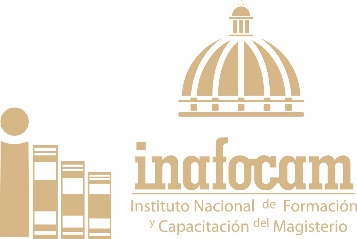 inafocam
Instituto Nacional de Formación
y Capacitación del Magisterio